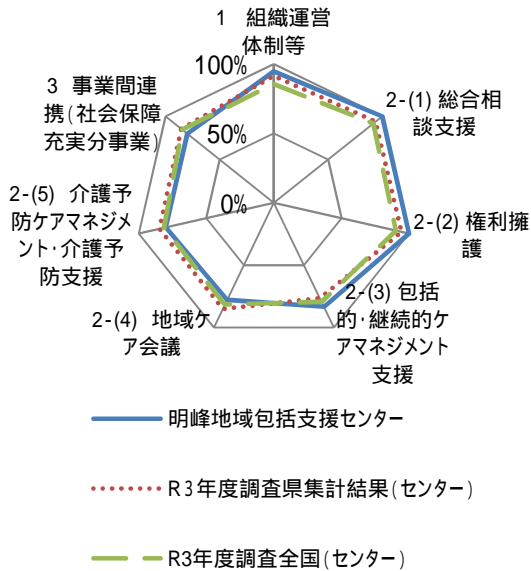 1　組織運営
体制等
100%
50%
0%
2-(1) 総合相
談支援
2-(2) 権利擁
護
2-(3) 包括
的・継続的ケ
アマネジメント
支援
2-(4)　地域ケ
ア会議
2-(5)　介護予
防ケアマネジメ
ント・介護予
防支援
3　事業間連
携(社会保障
充実分事業)
明峰地域包括支援センター
R3年度調査県集計結果(センター)
R3年度調査全国(センター)